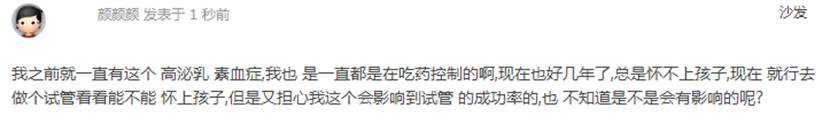 颜颜颜 发表于 1 秒前
沙发
我之前就一直有这个 高泌乳 素血症,我也 是一直都是在吃药控制的啊,现在也好几年了,总是怀不上孩子,现在 就行去
做个试管看看能不能 怀上孩子,但是又担心我这个会影响到试管 的成功率的,也 不知道是不是会有影响的呢?